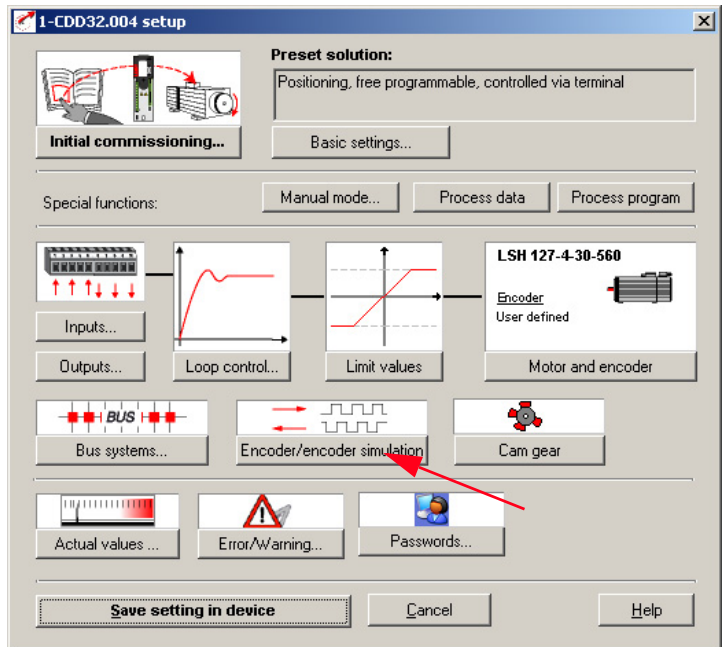 1-CDD32.004 setup
Preset solution:
Positioning, free programmable, controlled via terminal
Initial commissioning...
Basic settings...
Special functions:
Manual mode...
Process data
Process program
LSH 127-4-30-560
Encoder
User defined
Inputs...
Outputs...
Loop control...
Limit values
Motor and encoder
BUS
Bus systems...
Encoder/encoder simulation
Cam gear
Actual values ...
Error/Warning...
Passwords...
Save setting in device
Cancel
Help